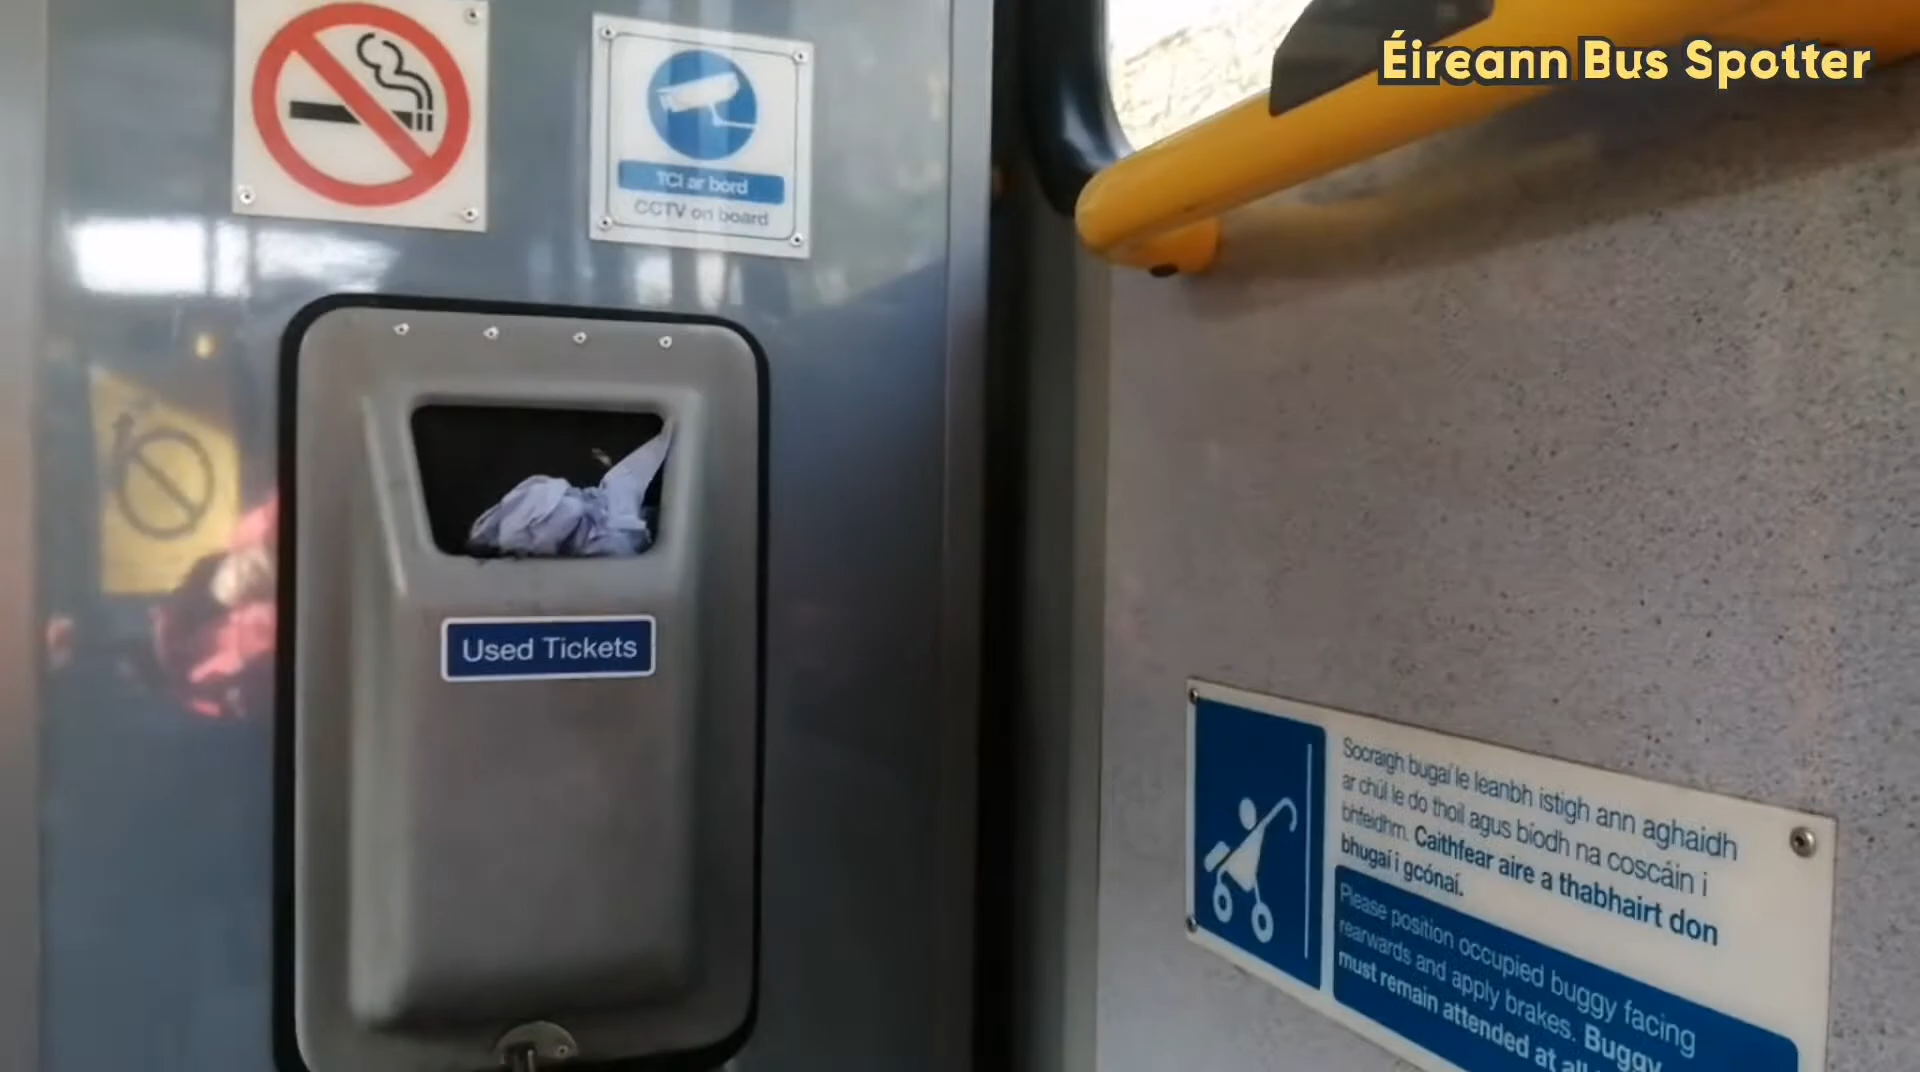 Éireann Bus Spotter
TCI ar bord
CCTV on board
Used Tickets
Socraigh bugaí le leanbh istigh ann aghaidh
ar chúl le do thoil agus bíodh na coscáin i
bhfeidhm. Caithfear aire a thabhairt don
bhugaí i gcónaí.
Please position occupied buggy facing
rearwards and apply brakes. Buggy
must remain attended at all